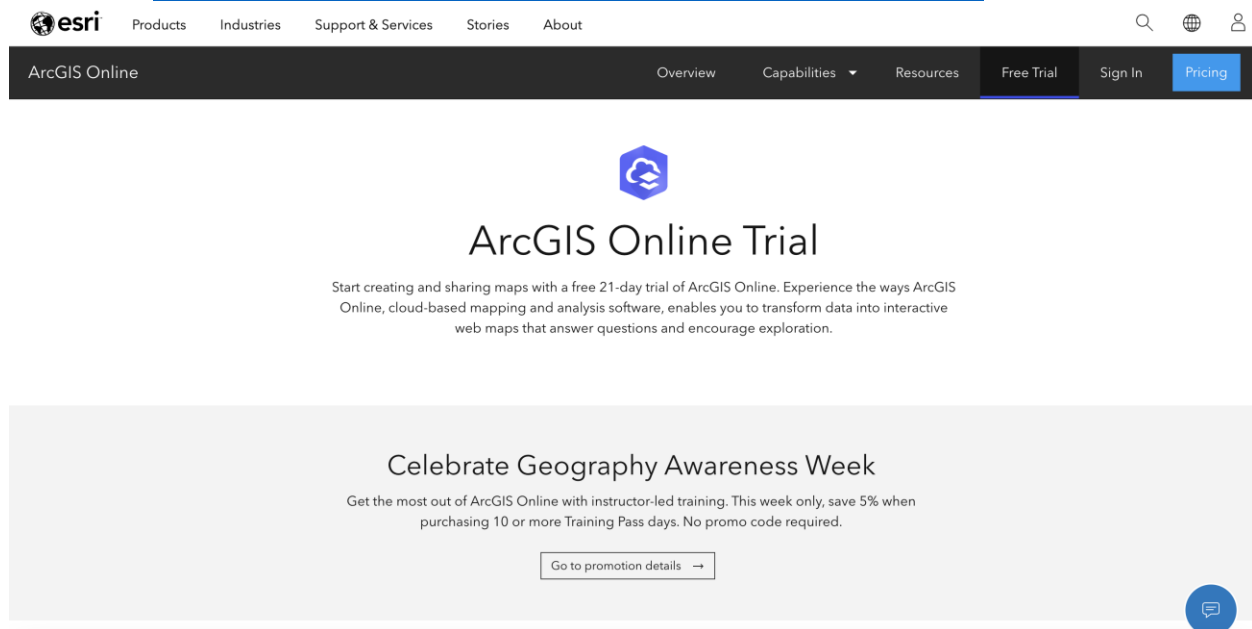 esri
Products Industries Support & Services Stories About
ArcGIS Online
Overview Capabilities Resources Free Trial Sign In Pricing
ArcGIS Online Trial
Start creating and sharing maps with a free 21-day trial of ArcGIS Online. Experience the ways ArcGIS
Online, cloud-based mapping and analysis software, enables you to transform data into interactive
web maps that answer questions and encourage exploration.
Celebrate Geography Awareness Week
Get the most out of ArcGIS Online with instructor-led training. This week only, save 5% when
purchasing 10 or more Training Pass days. No promo code required.
Go to promotion details →